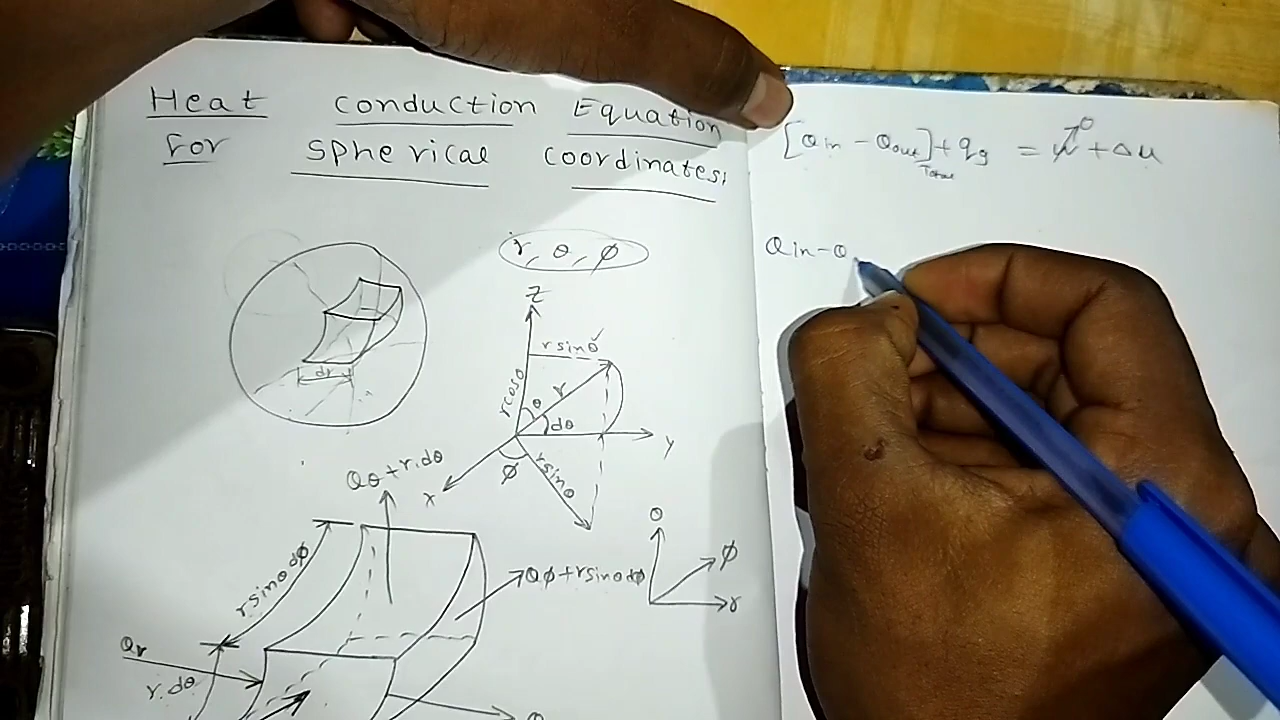 Heat conduction Equation
For spherical coordinates:
r, θ, φ
Z
r sinθ
r cosθ
θ
r
dθ
y
φ
r sinθ
x
dr
Qθ+r.dθ
r sinθ dφ
Qφ+r sinθ dφ
θ
φ
r
Qr
r.dθ
[Qin - Qout]Total + qg = W→0 + Δu
Qin - Q